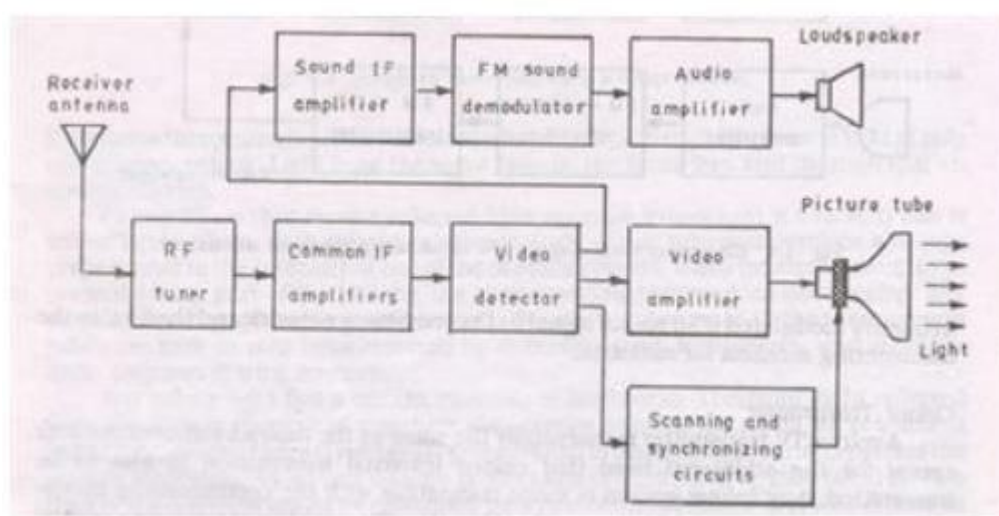 Loudspeaker
Sound IF
amplifier
FM sound
demodulator
Audio
amplifier
Receiver
antenna
Picture tube
RF
tuner
Common IF
amplifiers
Video
detector
Video
amplifier
Light
Scanning and
synchronizing
circuits